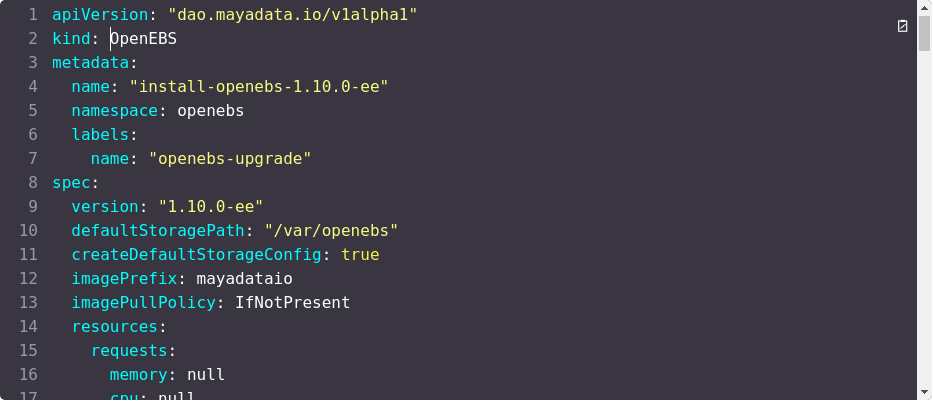 1 apiVersion: "dao.mayadata.io/v1alpha1"
2 kind: OpenEBS
3 metadata:
4   name: "install-openebs-1.10.0-ee"
5   namespace: openebs
6   labels:
7     name: "openebs-upgrade"
8 spec:
9   version: "1.10.0-ee"
10   defaultStoragePath: "/var/openebs"
11   createDefaultStorageConfig: true
12   imagePrefix: mayadataio
13   imagePullPolicy: IfNotPresent
14   resources:
15     requests:
16       memory: null
17       cpu: null